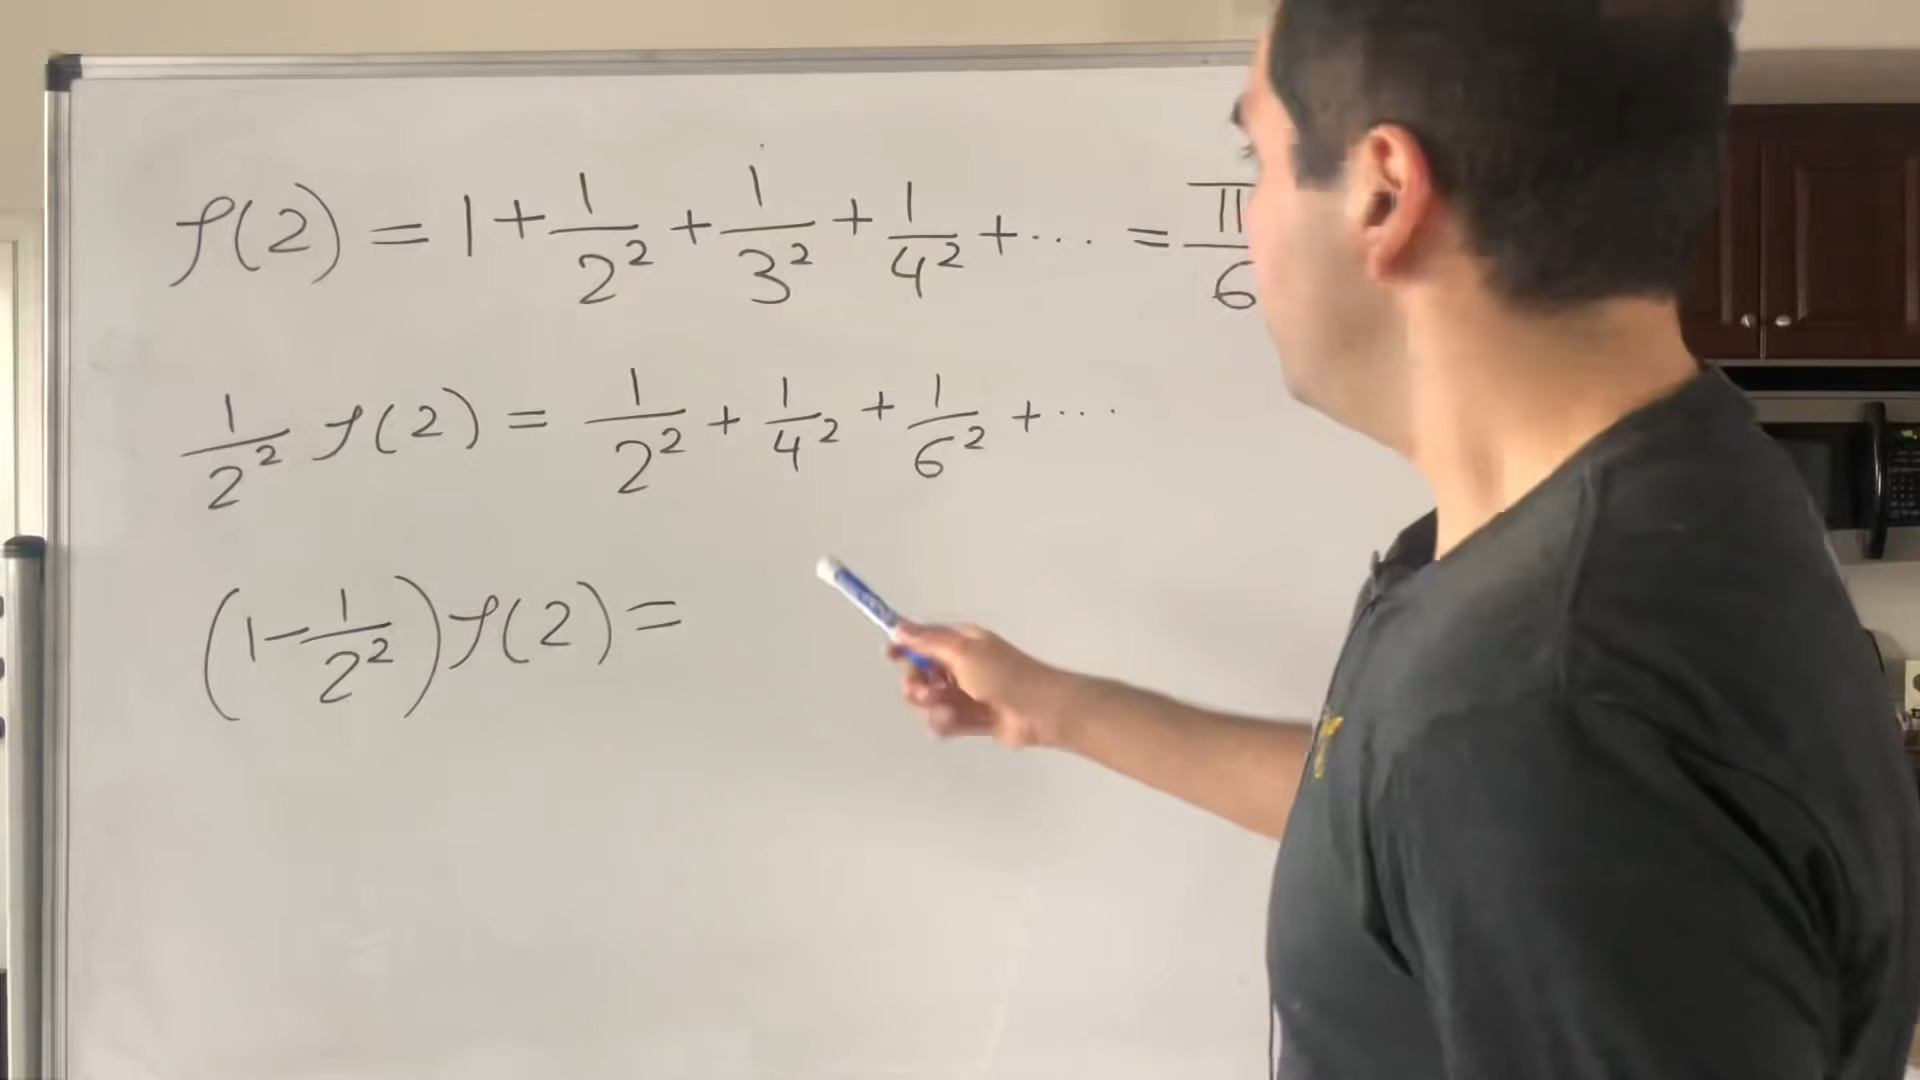 ζ(2) = 1 + 1/2² + 1/3² + 1/4² + ··· = π/6
1/2² ζ(2) = 1/2² + 1/4² + 1/6² + ···
(1 - 1/2²) ζ(2) =